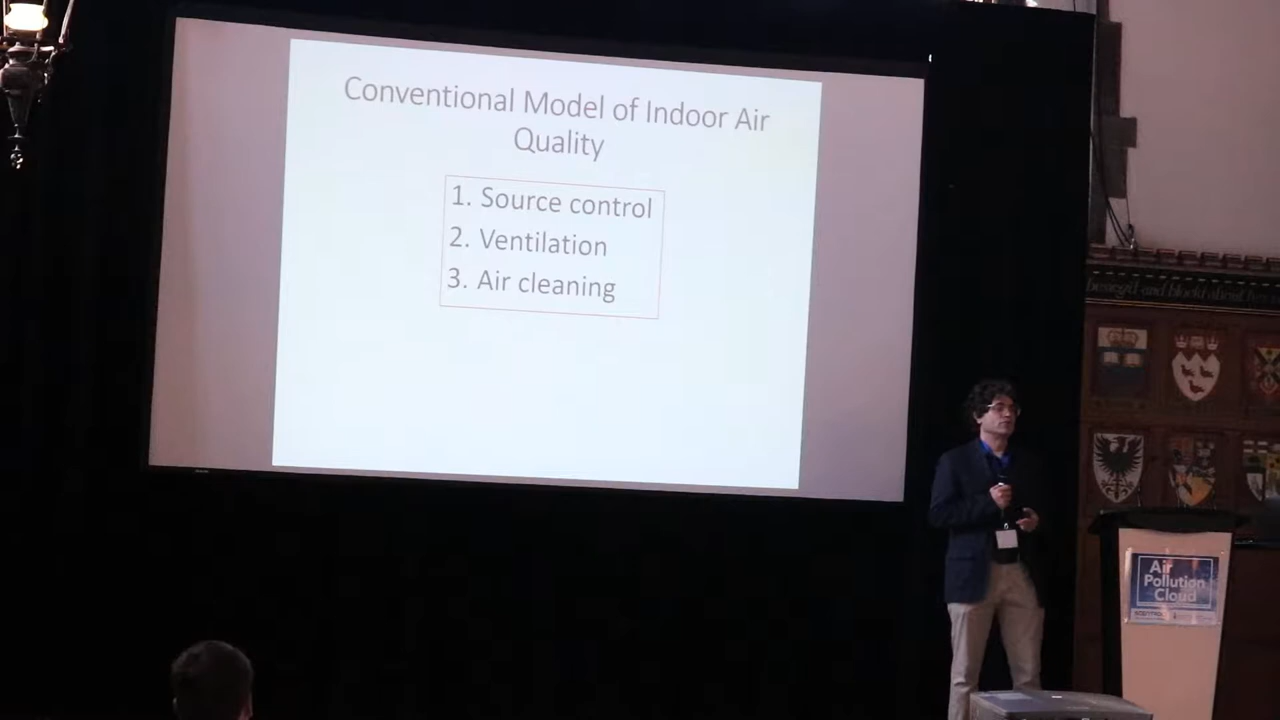 Conventional Model of Indoor Air
Quality
1. Source control
2. Ventilation
3. Air cleaning
Air
Pollution
Cloud